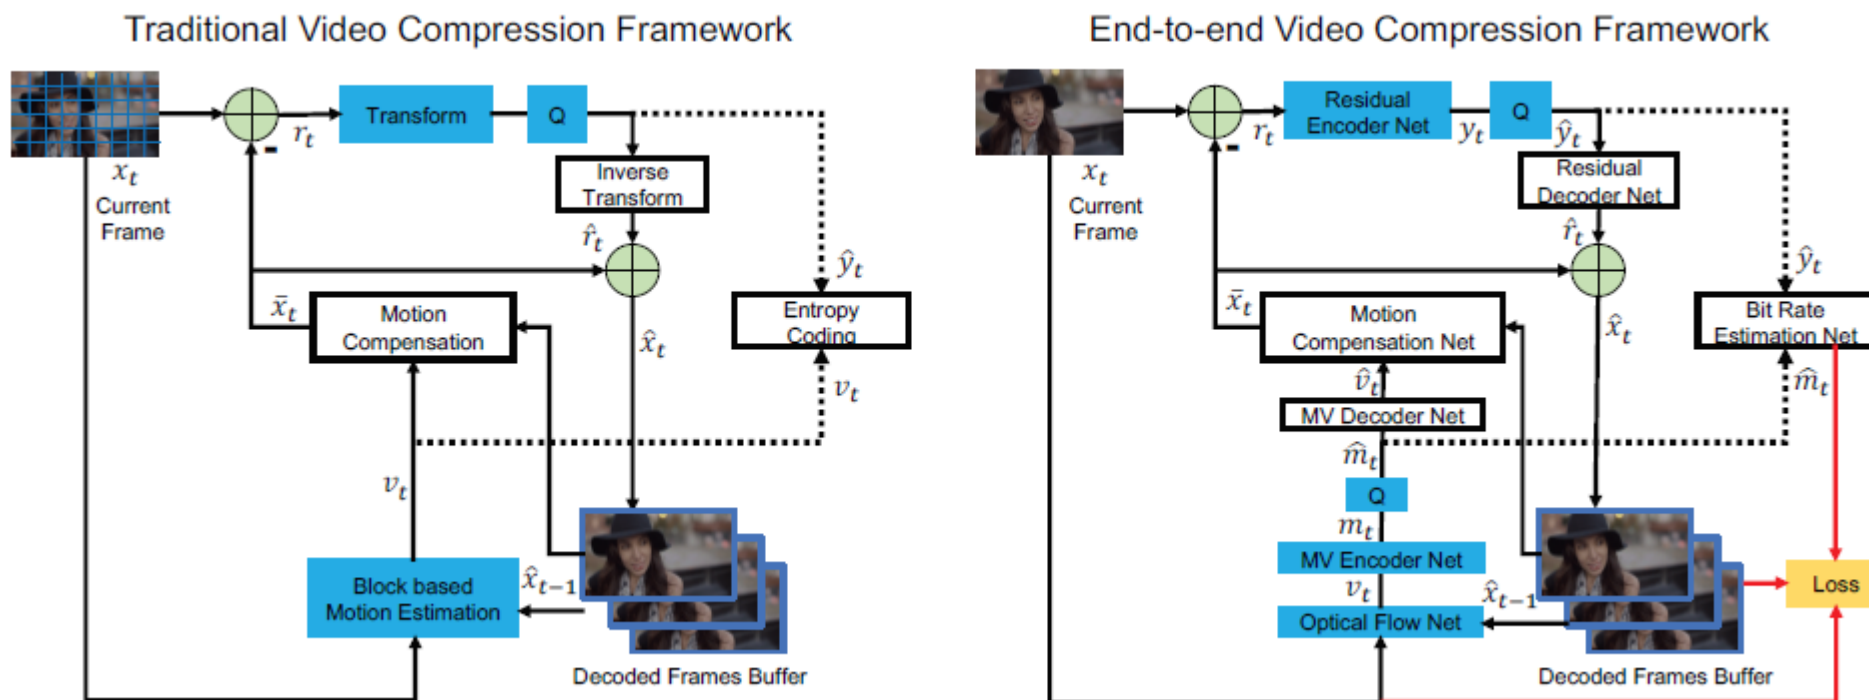 Traditional Video Compression Framework
x_t
Current
Frame
-
r_t
Transform
Q
Inverse
Transform
r̂_t
ŷ_t
x̄_t
Motion
Compensation
x̂_t
Entropy
Coding
v_t
v_t
Block based
Motion Estimation
x̂_{t-1}
Decoded Frames Buffer
End-to-end Video Compression Framework
x_t
Current
Frame
-
r_t
Residual
Encoder Net
y_t
Q
ŷ_t
Residual
Decoder Net
r̂_t
ŷ_t
x̄_t
Motion
Compensation Net
x̂_t
Bit Rate
Estimation Net
v̂_t
m̂_t
MV Decoder Net
m̂_t
Q
m_t
MV Encoder Net
v_t
x̂_{t-1}
Optical Flow Net
Loss
Decoded Frames Buffer